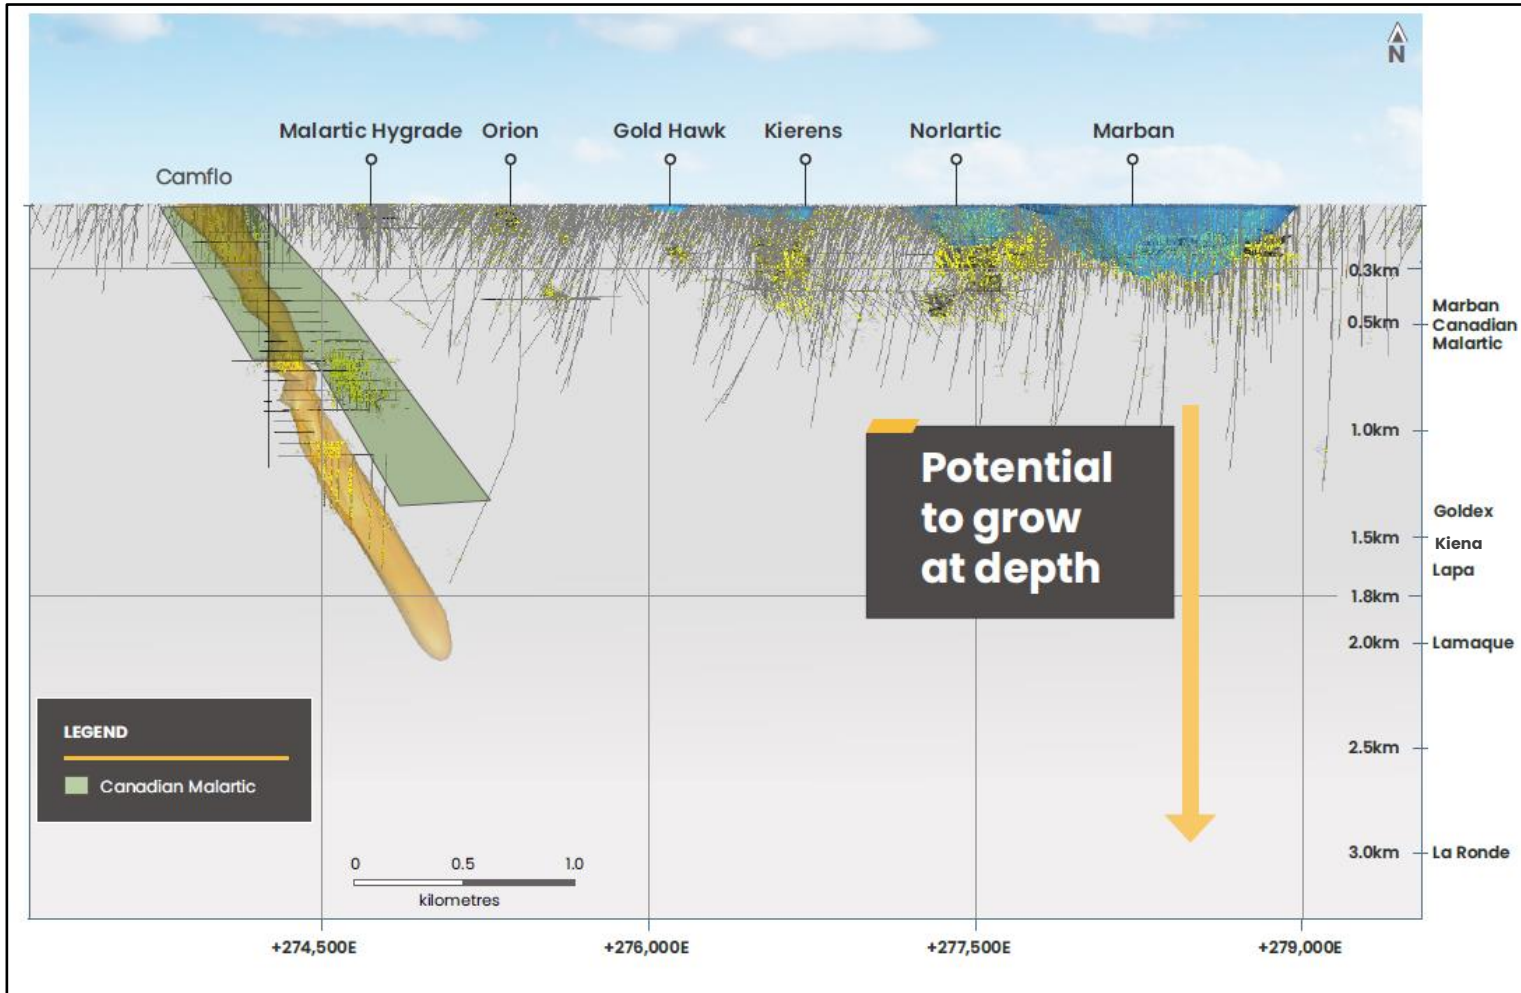 N
Malartic Hygrade
Orion
Gold Hawk
Kierens
Norlartic
Marban
Camflo
0.3km
0.5km
Marban
Canadian
Malartic
1.0km
Potential
to grow
at depth
Goldex
1.5km
Kiena
Lapa
1.8km
2.0km
Lamaque
LEGEND
Canadian Malartic
2.5km
3.0km
La Ronde
0
0.5
1.0
kilometres
+274,500E
+276,000E
+277,500E
+279,000E